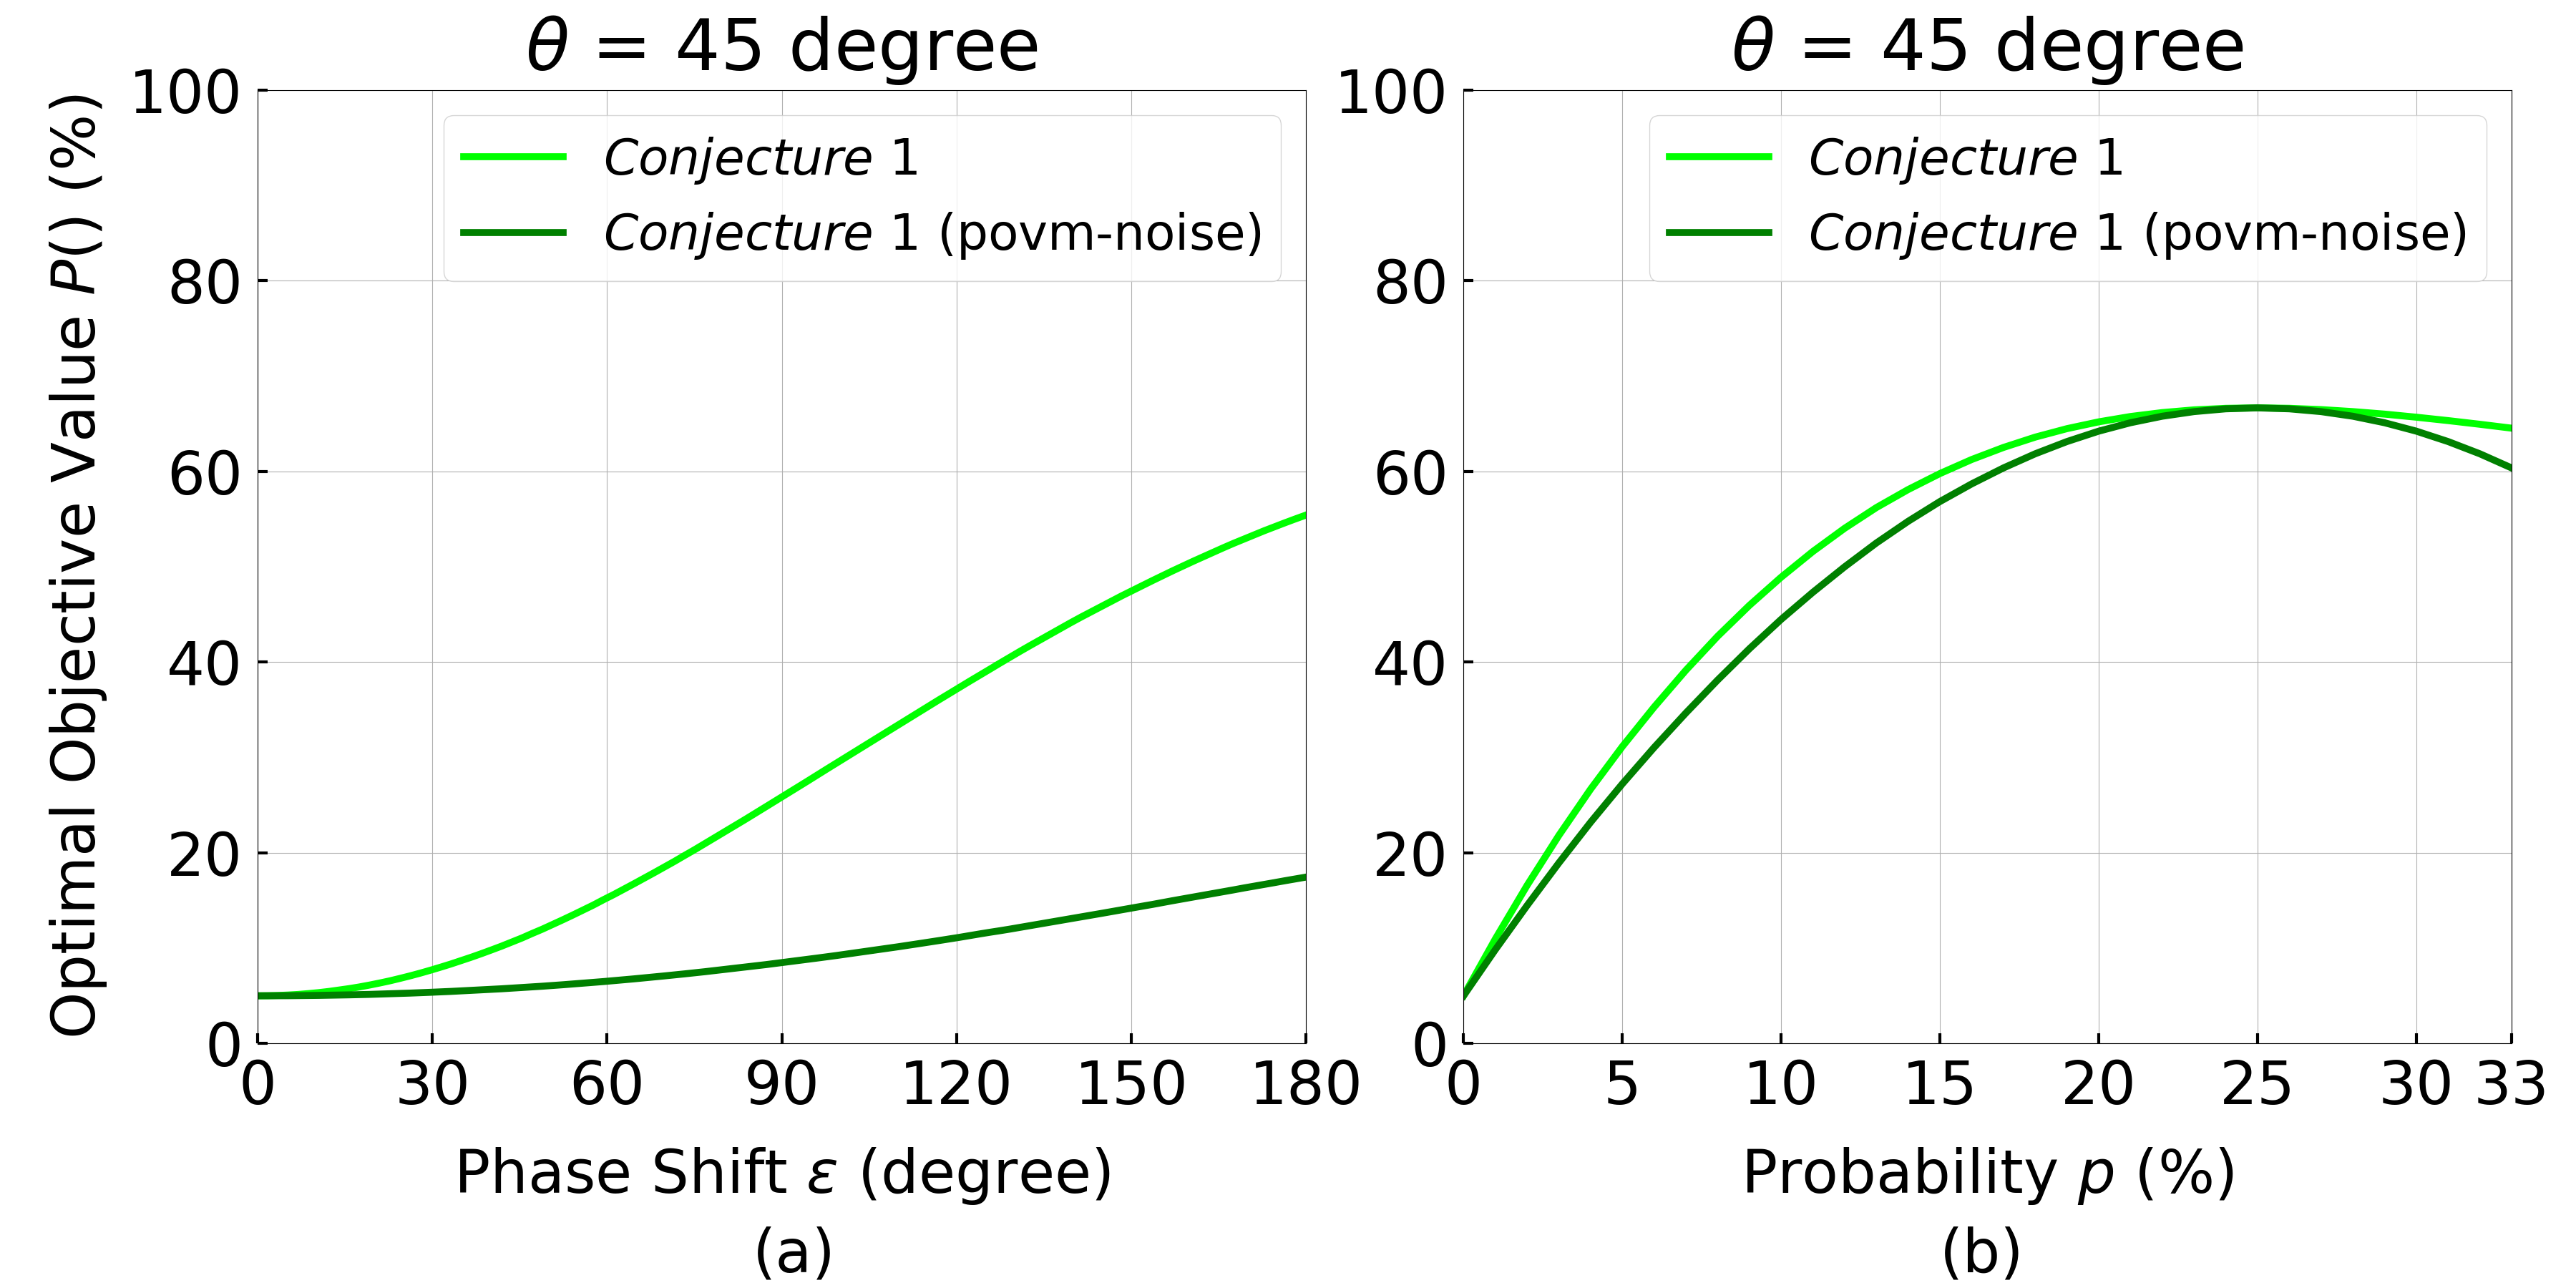 θ = 45 degree
Optimal Objective Value P() (%)
100
80
60
40
20
0
Conjecture 1
Conjecture 1 (povm-noise)
0 30 60 90 120 150 180
Phase Shift ε (degree)
(a)
θ = 45 degree
100
80
60
40
20
0
Conjecture 1
Conjecture 1 (povm-noise)
0 5 10 15 20 25 30 33
Probability p (%)
(b)